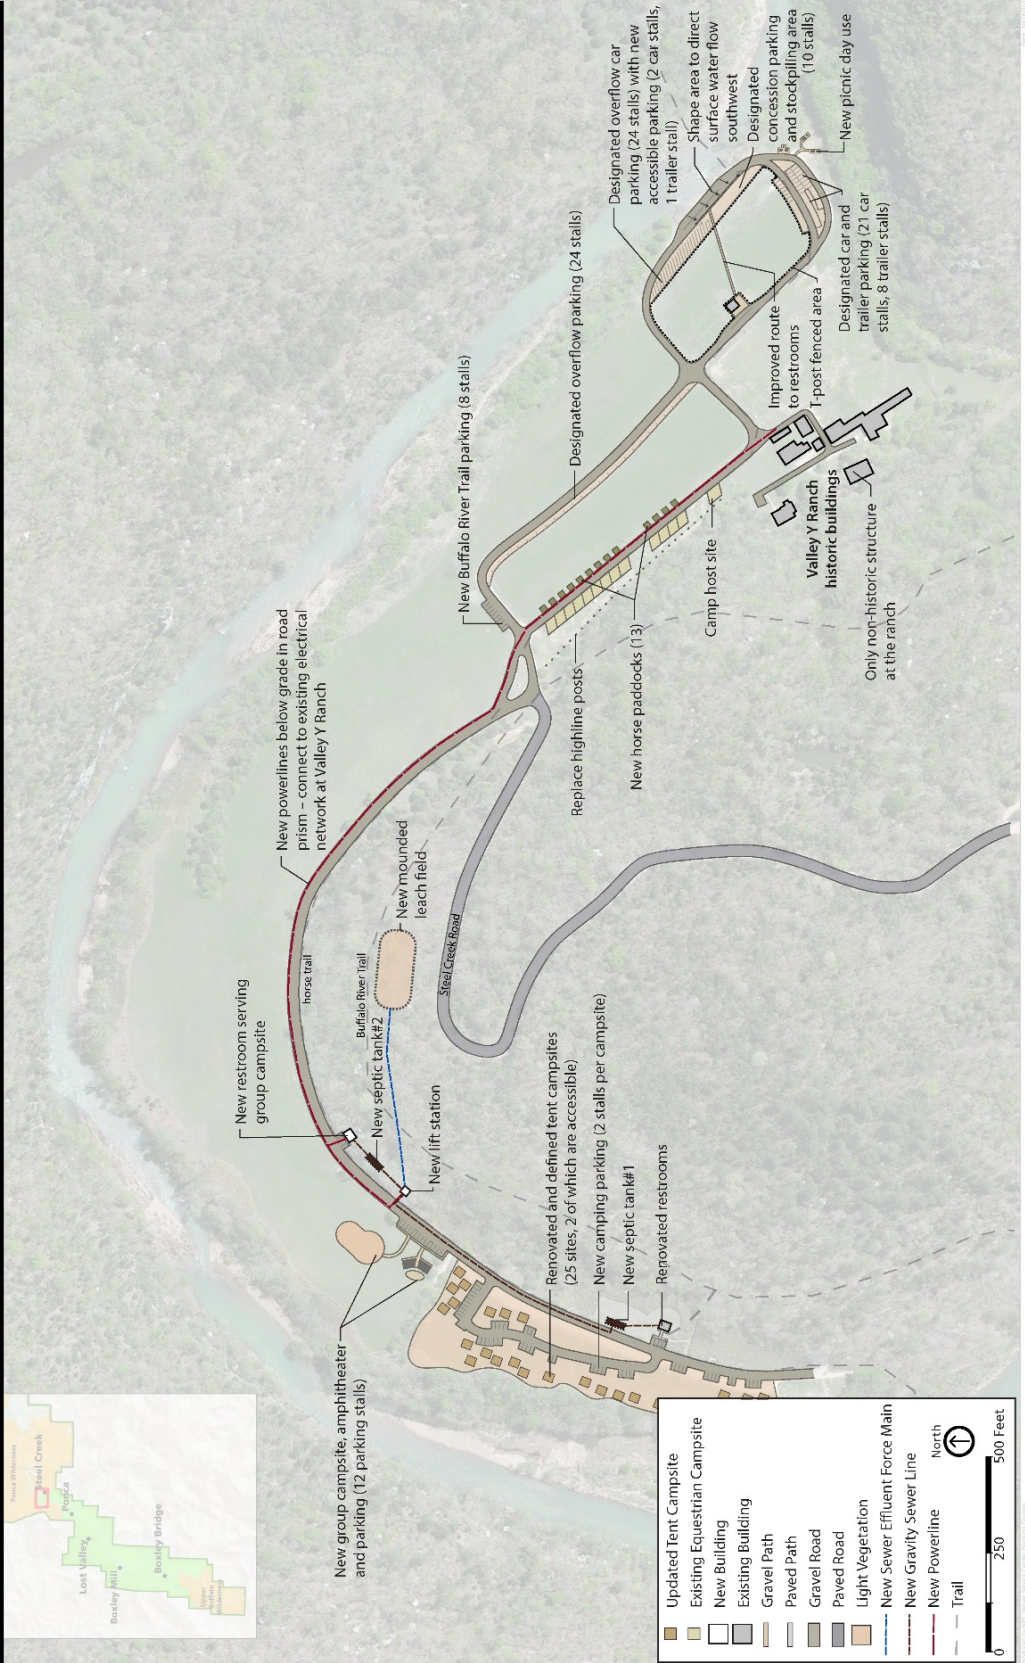 Ponca Wilderness
Steel Creek
Ponca
Lost Valley
Boxley Mill
Boxley Bridge
Upper
Buffalo
Wilderness
New group campsite, amphitheater
and parking (12 parking stalls)
New restroom serving
group campsite
New powerlines below grade in road
prism – connect to existing electrical
network at Valley Y Ranch
horse trail
Buffalo River Trail
New septic tank#2
New lift station
New mounded
leach field
Steel Creek Road
Renovated and defined tent campsites
(25 sites, 2 of which are accessible)
New camping parking (2 stalls per campsite)
New septic tank#1
Renovated restrooms
New Buffalo River Trail parking (8 stalls)
Designated overflow parking (24 stalls)
Replace highline posts
New horse paddocks (13)
Camp host site
Designated overflow car
parking (24 stalls) with new
accessible parking (2 car stalls,
1 trailer stall)
Shape area to direct
surface water flow
southwest
Designated
concession parking
and stockpiling area
(10 stalls)
New picnic day use
Designated car and
trailer parking (21 car
stalls, 8 trailer stalls)
Improved route
to restrooms
T-post fenced area
Valley Y Ranch
historic buildings
Only non-historic structure
at the ranch
Updated Tent Campsite
Existing Equestrian Campsite
New Building
Existing Building
Gravel Path
Paved Path
Gravel Road
Paved Road
Light Vegetation
New Sewer Effluent Force Main
New Gravity Sewer Line
New Powerline
Trail
North
0 250 500 Feet